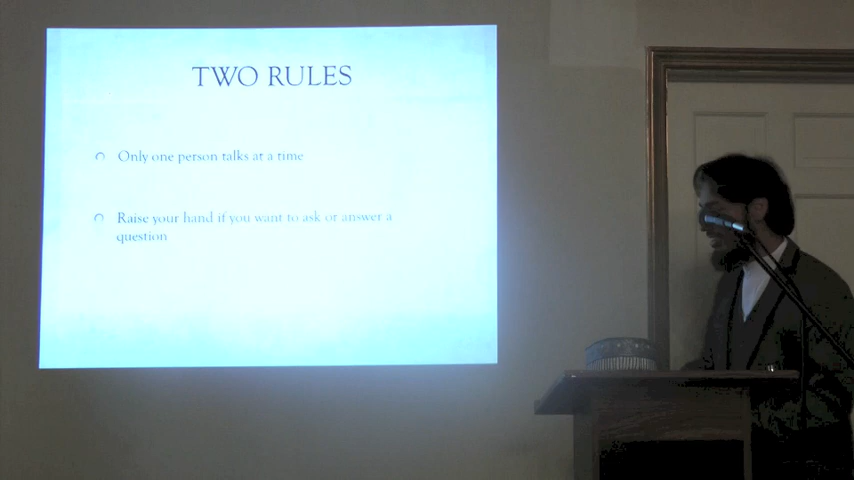 TWO RULES
Only one person talks at a time
Raise your hand if you want to ask or answer a
question